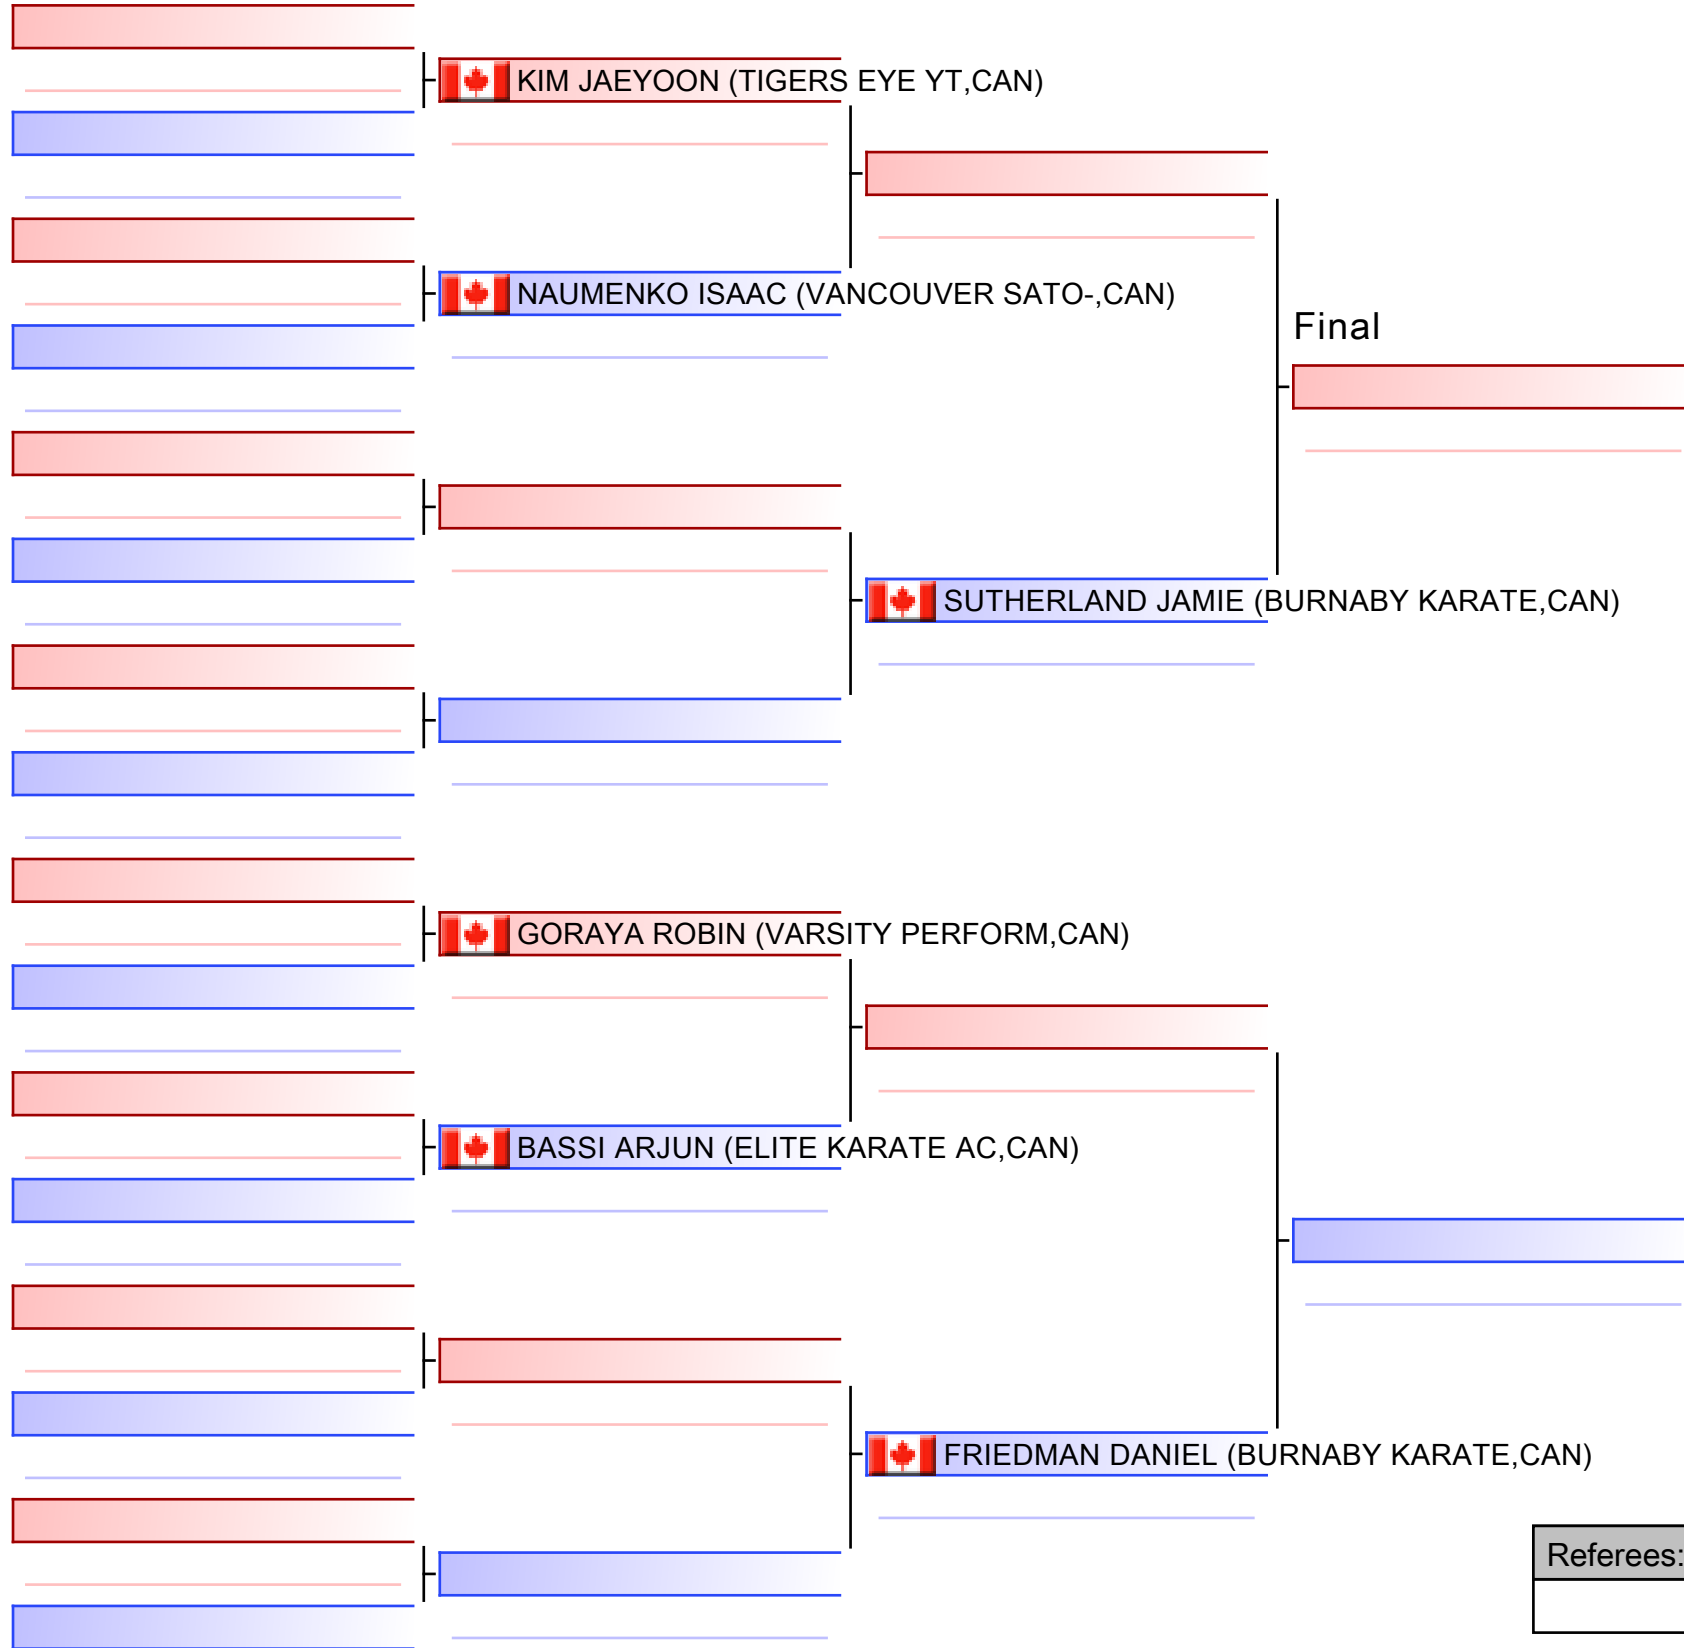 KIM JAEYOON (TIGERS EYE YT,CAN)
NAUMENKO ISAAC (VANCOUVER SATO-,CAN)
Final
SUTHERLAND JAMIE (BURNABY KARATE,CAN)
GORAYA ROBIN (VARSITY PERFORM,CAN)
BASSI ARJUN (ELITE KARATE AC,CAN)
FRIEDMAN DANIEL (BURNABY KARATE,CAN)
Referees: